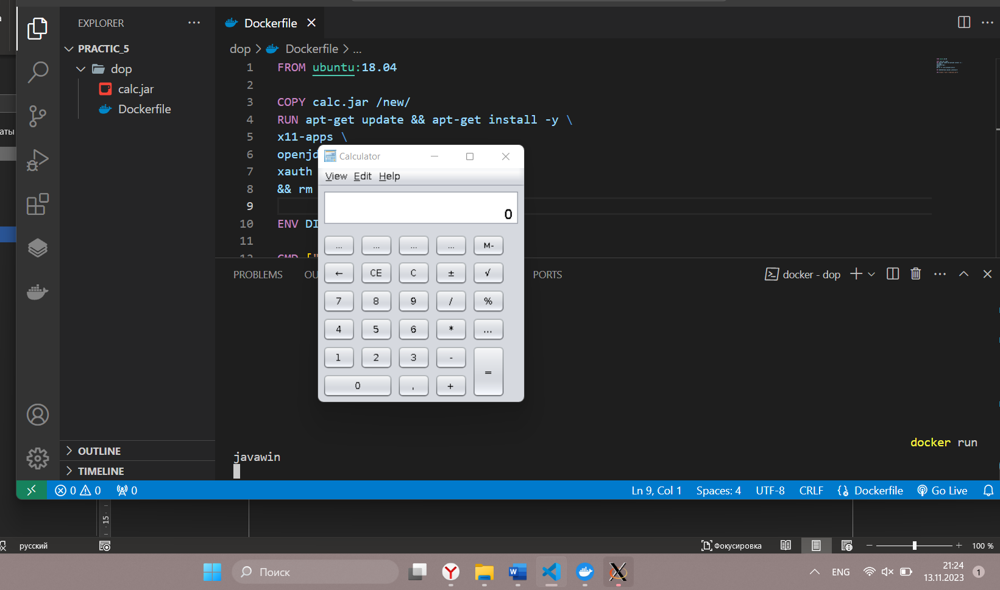 EXPLORER
PRACTIC_5
dop
calc.jar
Dockerfile
OUTLINE
TIMELINE
Dockerfile
dop > Dockerfile > ...
1 FROM ubuntu:18.04
2
3 COPY calc.jar /new/
4 RUN apt-get update && apt-get install -y \
5 x11-apps \
6 openjd
7 xauth
8 && rm
9
10 ENV DI
11
Calculator
View Edit Help
0
... ... ... ... M-
← CE C ± √
7 8 9 / %
4 5 6 * ...
1 2 3 -
=
0 , +
PROBLEMS OU PORTS
docker - dop
docker run
javawin
0 0 0
Ln 9, Col 1 Spaces: 4 UTF-8 CRLF Dockerfile Go Live
аты
15
русский
Фокусировка
100 %
Поиск
ENG
21:24
13.11.2023
1